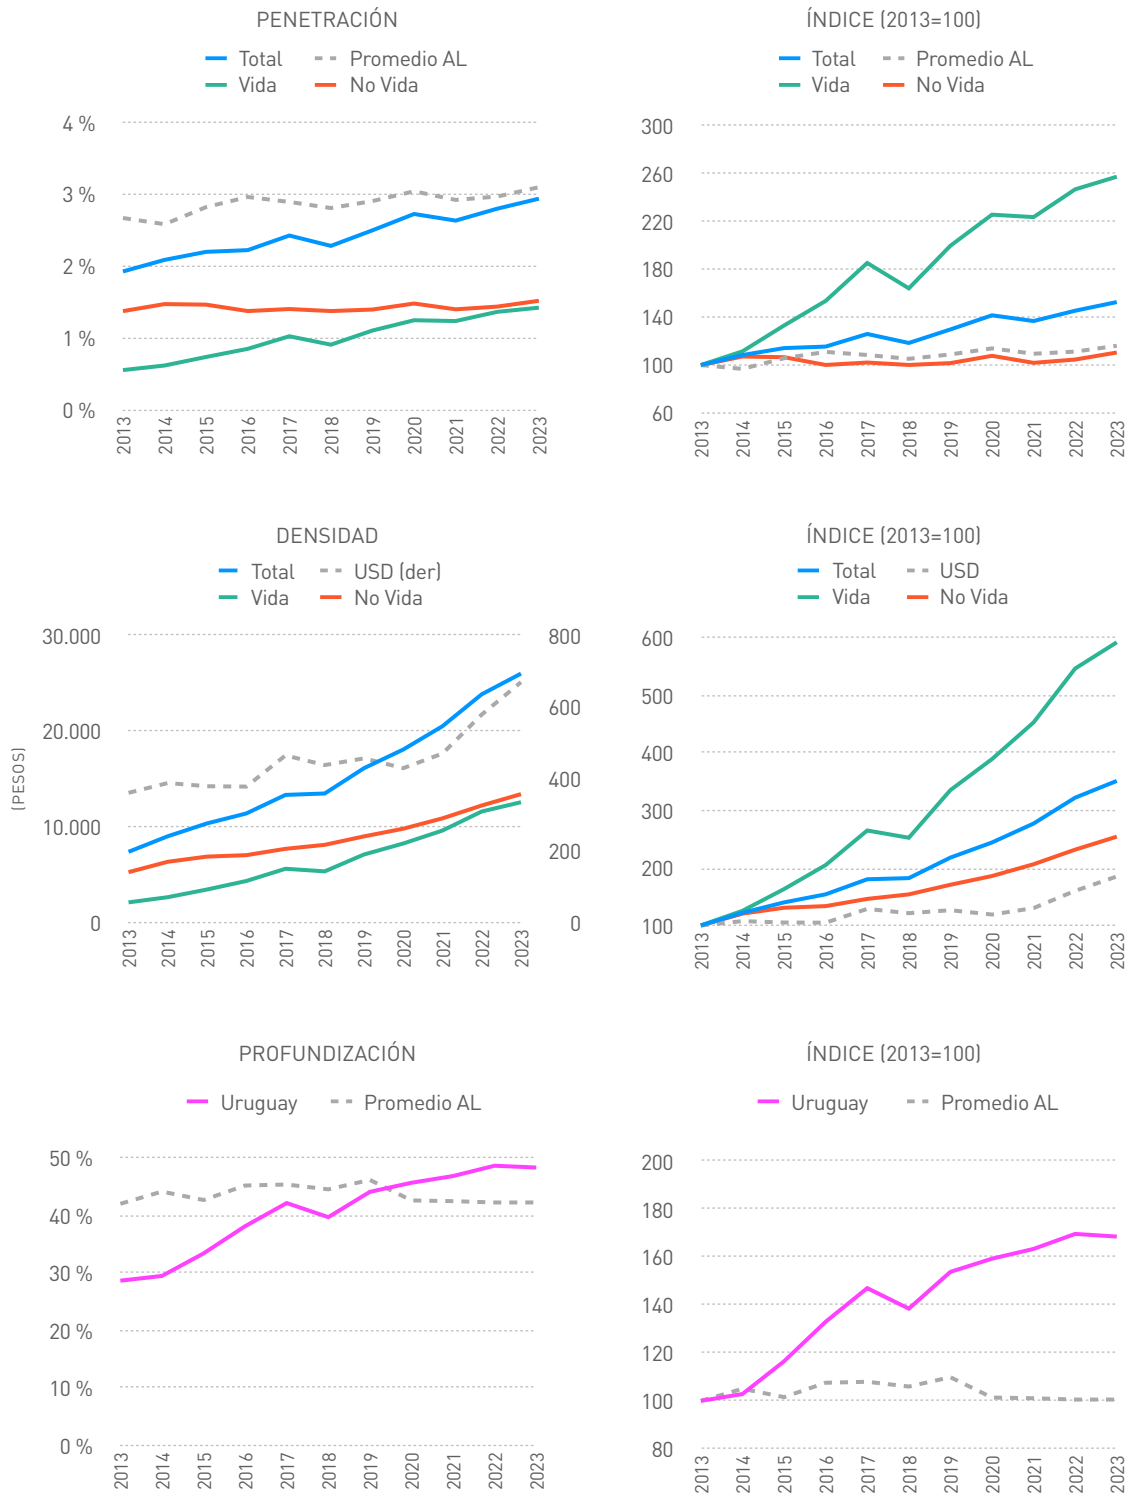 PENETRACIÓN
Total Promedio AL
Vida No Vida
4 %
3 %
2 %
1 %
0 %
2013 2014 2015 2016 2017 2018 2019 2020 2021 2022 2023
ÍNDICE (2013=100)
Total Promedio AL
Vida No Vida
300
260
220
180
140
100
60
2013 2014 2015 2016 2017 2018 2019 2020 2021 2022 2023
DENSIDAD
Total USD (der)
Vida No Vida
(PESOS)
30.000 800
600
20.000
400
10.000
200
0 0
2013 2014 2015 2016 2017 2018 2019 2020 2021 2022 2023
ÍNDICE (2013=100)
Total USD
Vida No Vida
600
500
400
300
200
100
2013 2014 2015 2016 2017 2018 2019 2020 2021 2022 2023
PROFUNDIZACIÓN
Uruguay Promedio AL
50 %
40 %
30 %
20 %
10 %
0 %
2013 2014 2015 2016 2017 2018 2019 2020 2021 2022 2023
ÍNDICE (2013=100)
Uruguay Promedio AL
200
180
160
140
120
100
80
2013 2014 2015 2016 2017 2018 2019 2020 2021 2022 2023